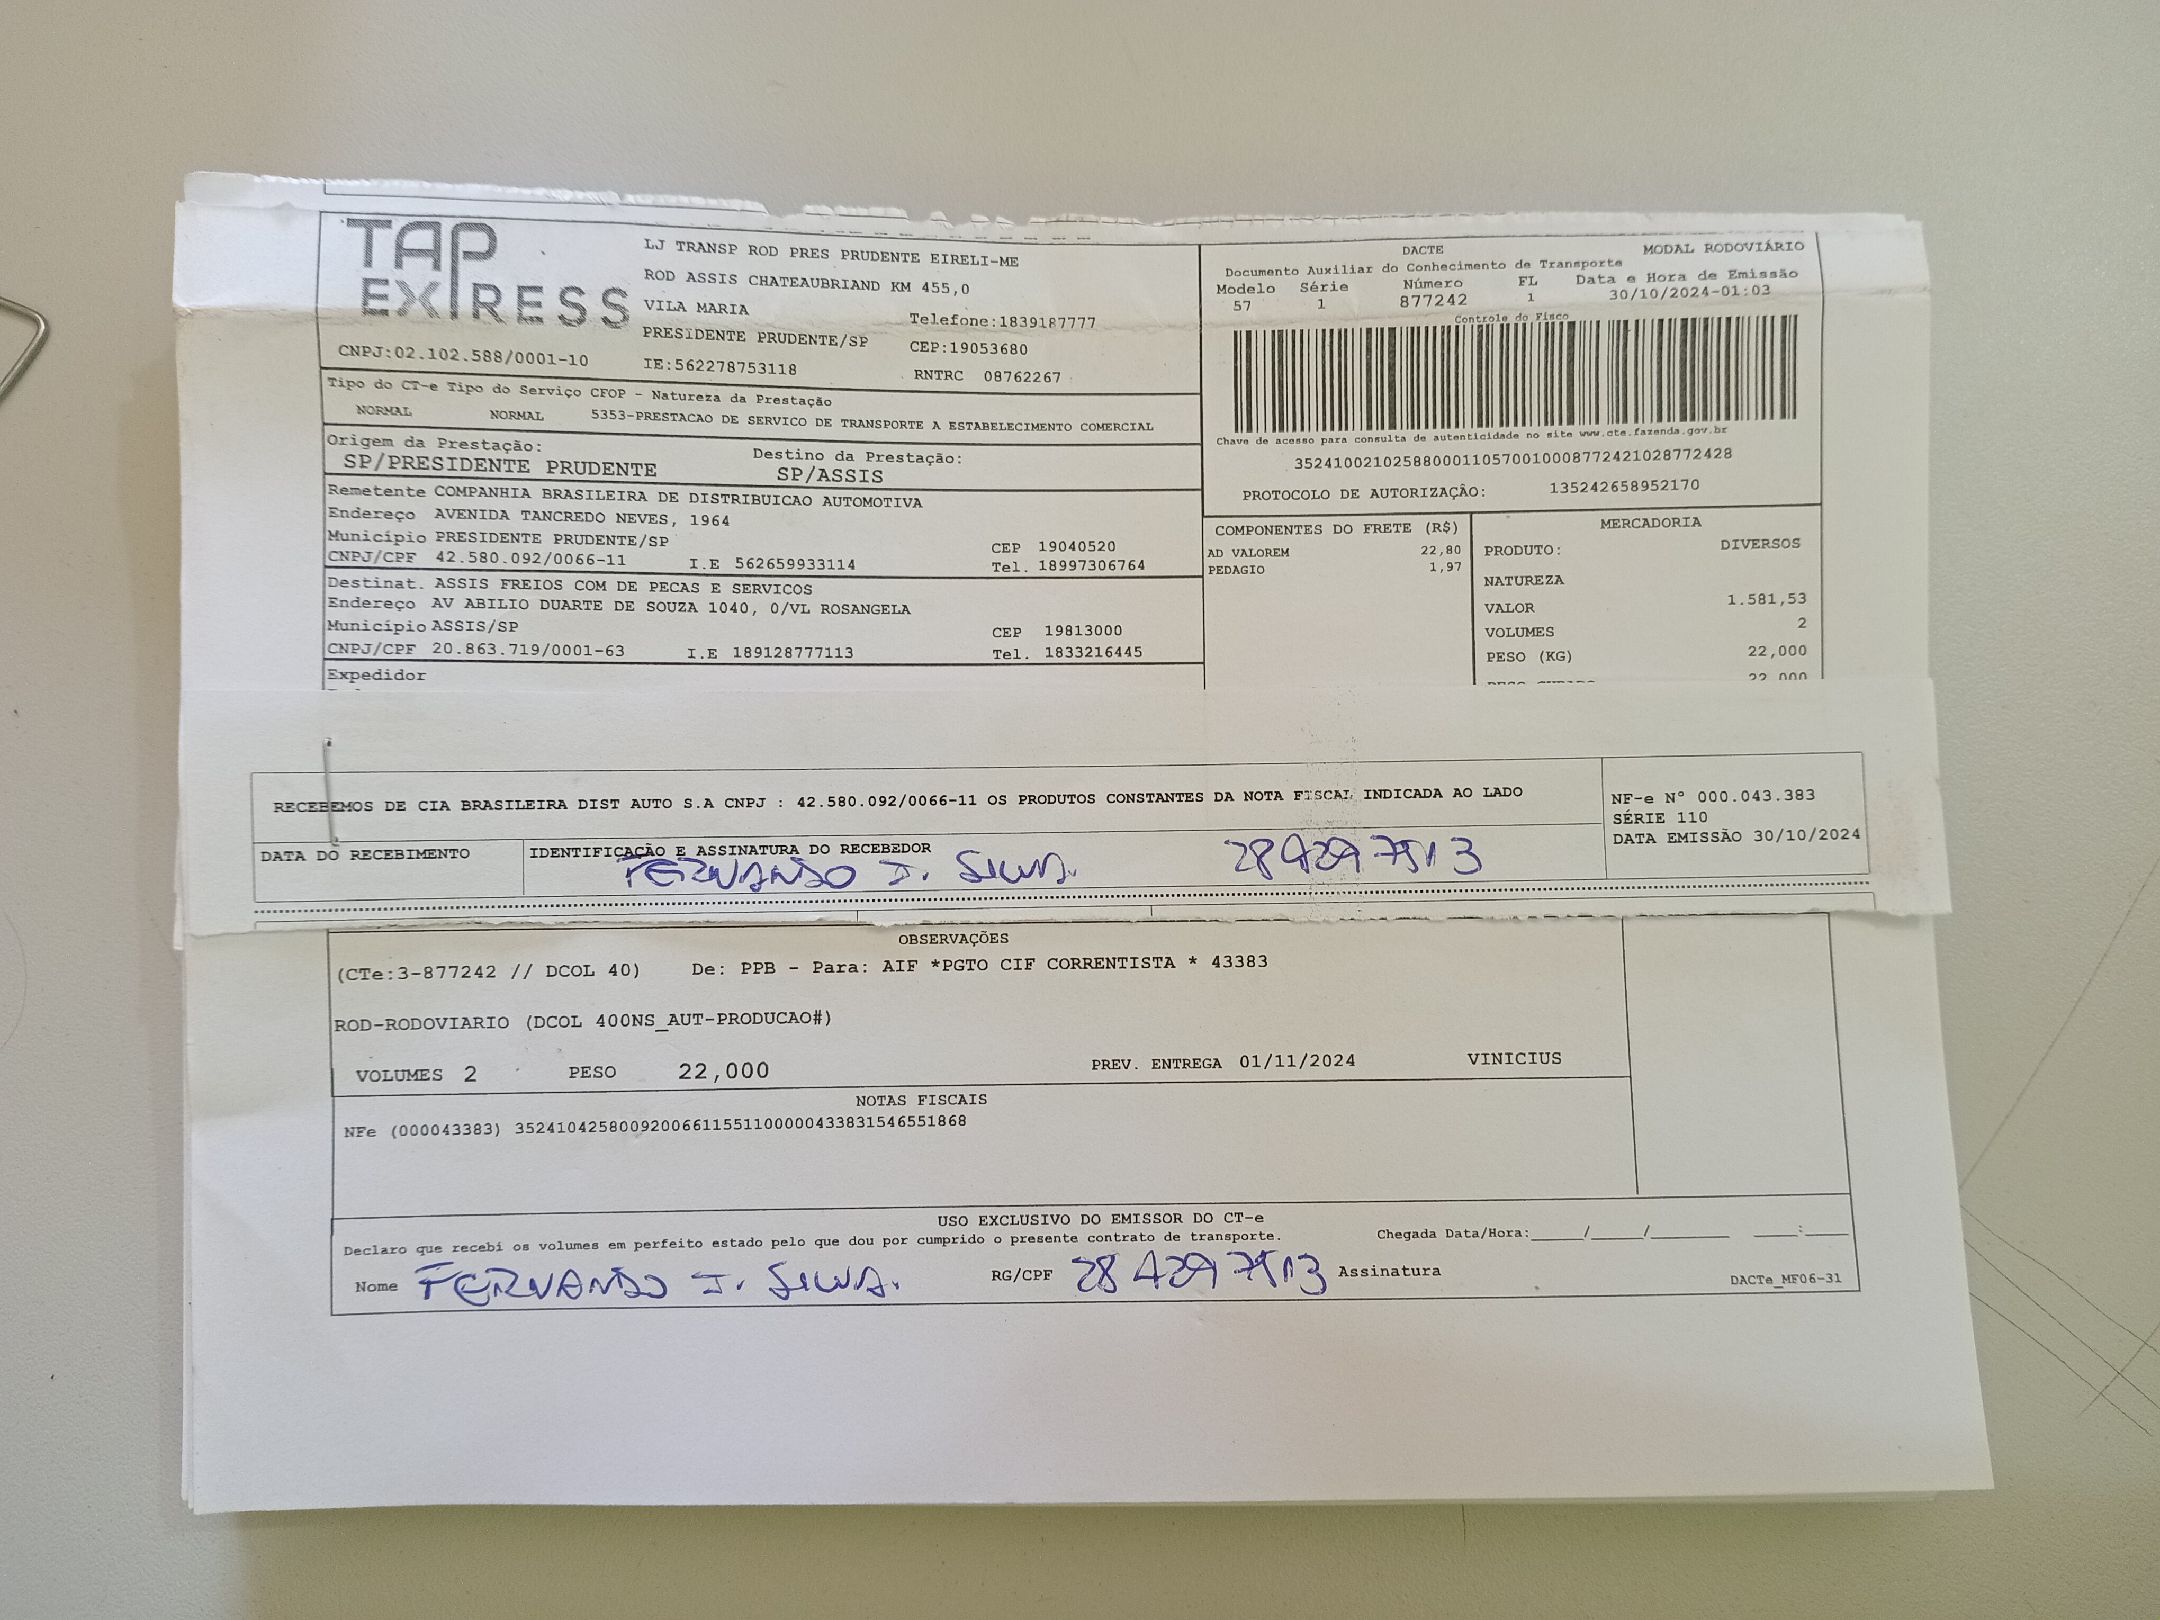 TAP EXPRESS
LJ TRANSP ROD PRES PRUDENTE EIRELI-ME
ROD ASSIS CHATEAUBRIAND KM 455,0
VILA MARIA Telefone:1839187777
PRESIDENTE PRUDENTE/SP CEP:19053680
CNPJ:02.102.588/0001-10 IE:562278753118 RNTRC 08762267
DACTE MODAL RODOVIÁRIO
Documento Auxiliar do Conhecimento de Transporte
Modelo Série Número FL Data e Hora de Emissão
57 1 877242 1 30/10/2024-01:03
Controle do Fisco
Chave de acesso para consulta de autenticidade no site www.cte.fazenda.gov.br
35241002102588000110570010008772421028772428
PROTOCOLO DE AUTORIZAÇÃO: 135242658952170
Tipo do CT-e Tipo do Serviço CFOP - Natureza da Prestação
NORMAL NORMAL 5353-PRESTACAO DE SERVICO DE TRANSPORTE A ESTABELECIMENTO COMERCIAL
Origem da Prestação: Destino da Prestação:
SP/PRESIDENTE PRUDENTE SP/ASSIS
Remetente COMPANHIA BRASILEIRA DE DISTRIBUICAO AUTOMOTIVA
Endereço AVENIDA TANCREDO NEVES, 1964
Município PRESIDENTE PRUDENTE/SP CEP 19040520
CNPJ/CPF 42.580.092/0066-11 I.E 562659933114 Tel. 18997306764
Destinat. ASSIS FREIOS COM DE PECAS E SERVICOS
Endereço AV ABILIO DUARTE DE SOUZA 1040, 0/VL ROSANGELA
Município ASSIS/SP CEP 19813000
CNPJ/CPF 20.863.719/0001-63 I.E 189128777113 Tel. 1833216445
Expedidor
COMPONENTES DO FRETE (R$)
AD VALOREM 22,80
PEDAGIO 1,97
MERCADORIA
PRODUTO: DIVERSOS
NATUREZA
VALOR 1.581,53
VOLUMES 2
PESO (KG) 22,000
22,000
RECEBEMOS DE CIA BRASILEIRA DIST AUTO S.A CNPJ : 42.580.092/0066-11 OS PRODUTOS CONSTANTES DA NOTA FISCAL INDICADA AO LADO
NF-e Nº 000.043.383
SÉRIE 110
DATA EMISSÃO 30/10/2024
DATA DO RECEBIMENTO IDENTIFICAÇÃO E ASSINATURA DO RECEBEDOR
FERNANDO J. SILVA. 284297513
OBSERVAÇÕES
(CTe:3-877242 // DCOL 40) De: PPB - Para: AIF *PGTO CIF CORRENTISTA * 43383
ROD-RODOVIARIO (DCOL 400NS_AUT-PRODUCAO#)
VOLUMES 2 PESO 22,000 PREV. ENTREGA 01/11/2024 VINICIUS
NOTAS FISCAIS
NFe (000043383) 35241042580092006611551100000433831546551868
USO EXCLUSIVO DO EMISSOR DO CT-e
Declaro que recebi os volumes em perfeito estado pelo que dou por cumprido o presente contrato de transporte. Chegada Data/Hora:_____/_____/________ ____:____
Nome FERNANDO J. SILVA. RG/CPF 284297513 Assinatura
DACTe_MF06-31